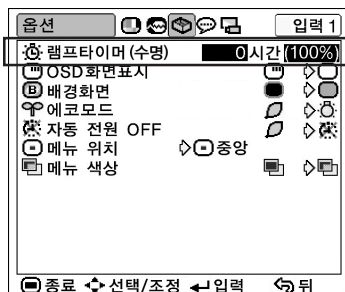 옵션 입력 1
램프타이머 (수명) 0 시간 (100%)
OSD화면표시
B 배경화면
에코모드
자동 전원 OFF
메뉴 위치 중앙
메뉴 색상
종료 선택/조정 입력 뒤